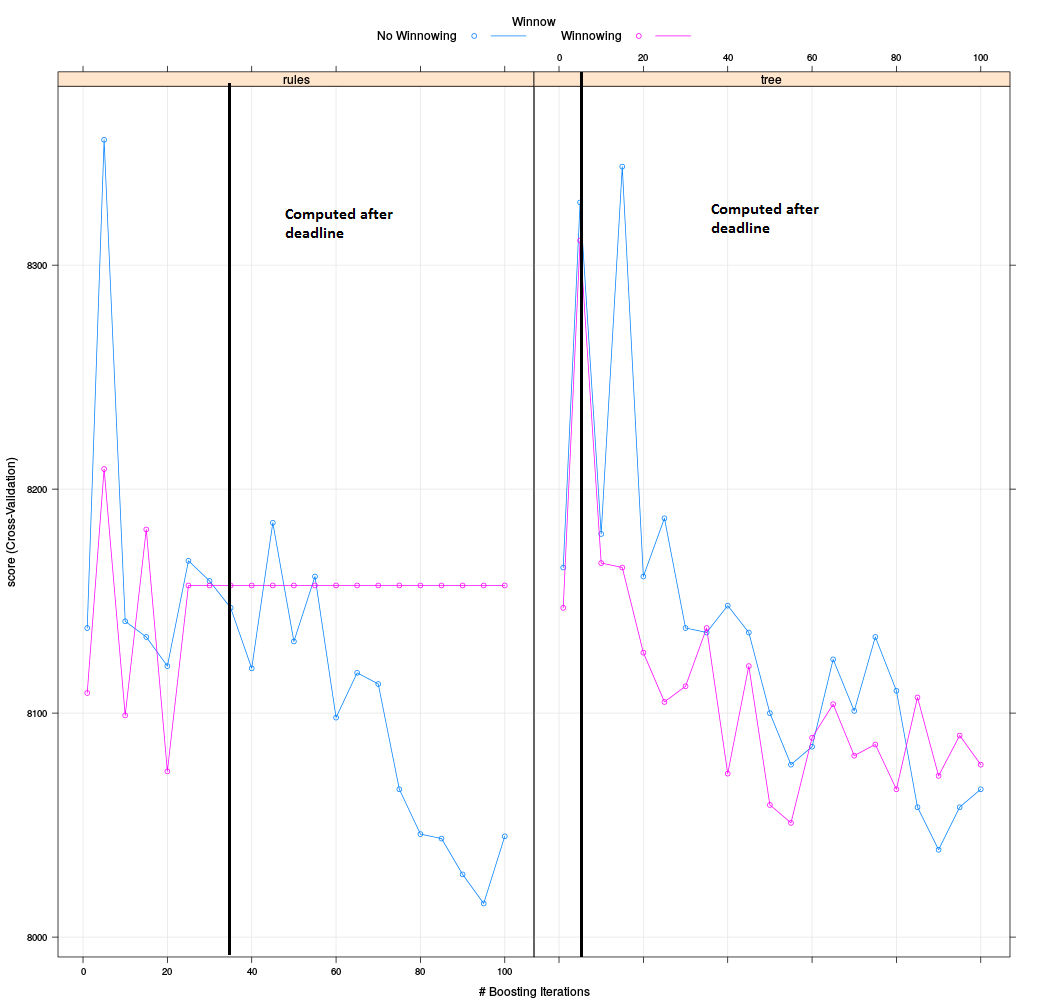 Winnow
No Winnowing Winnowing
0 20 40 60 80 100
rules tree
Computed after
deadline
Computed after
deadline
8300
8200
8100
8000
score (Cross-Validation)
0 20 40 60 80 100
# Boosting Iterations